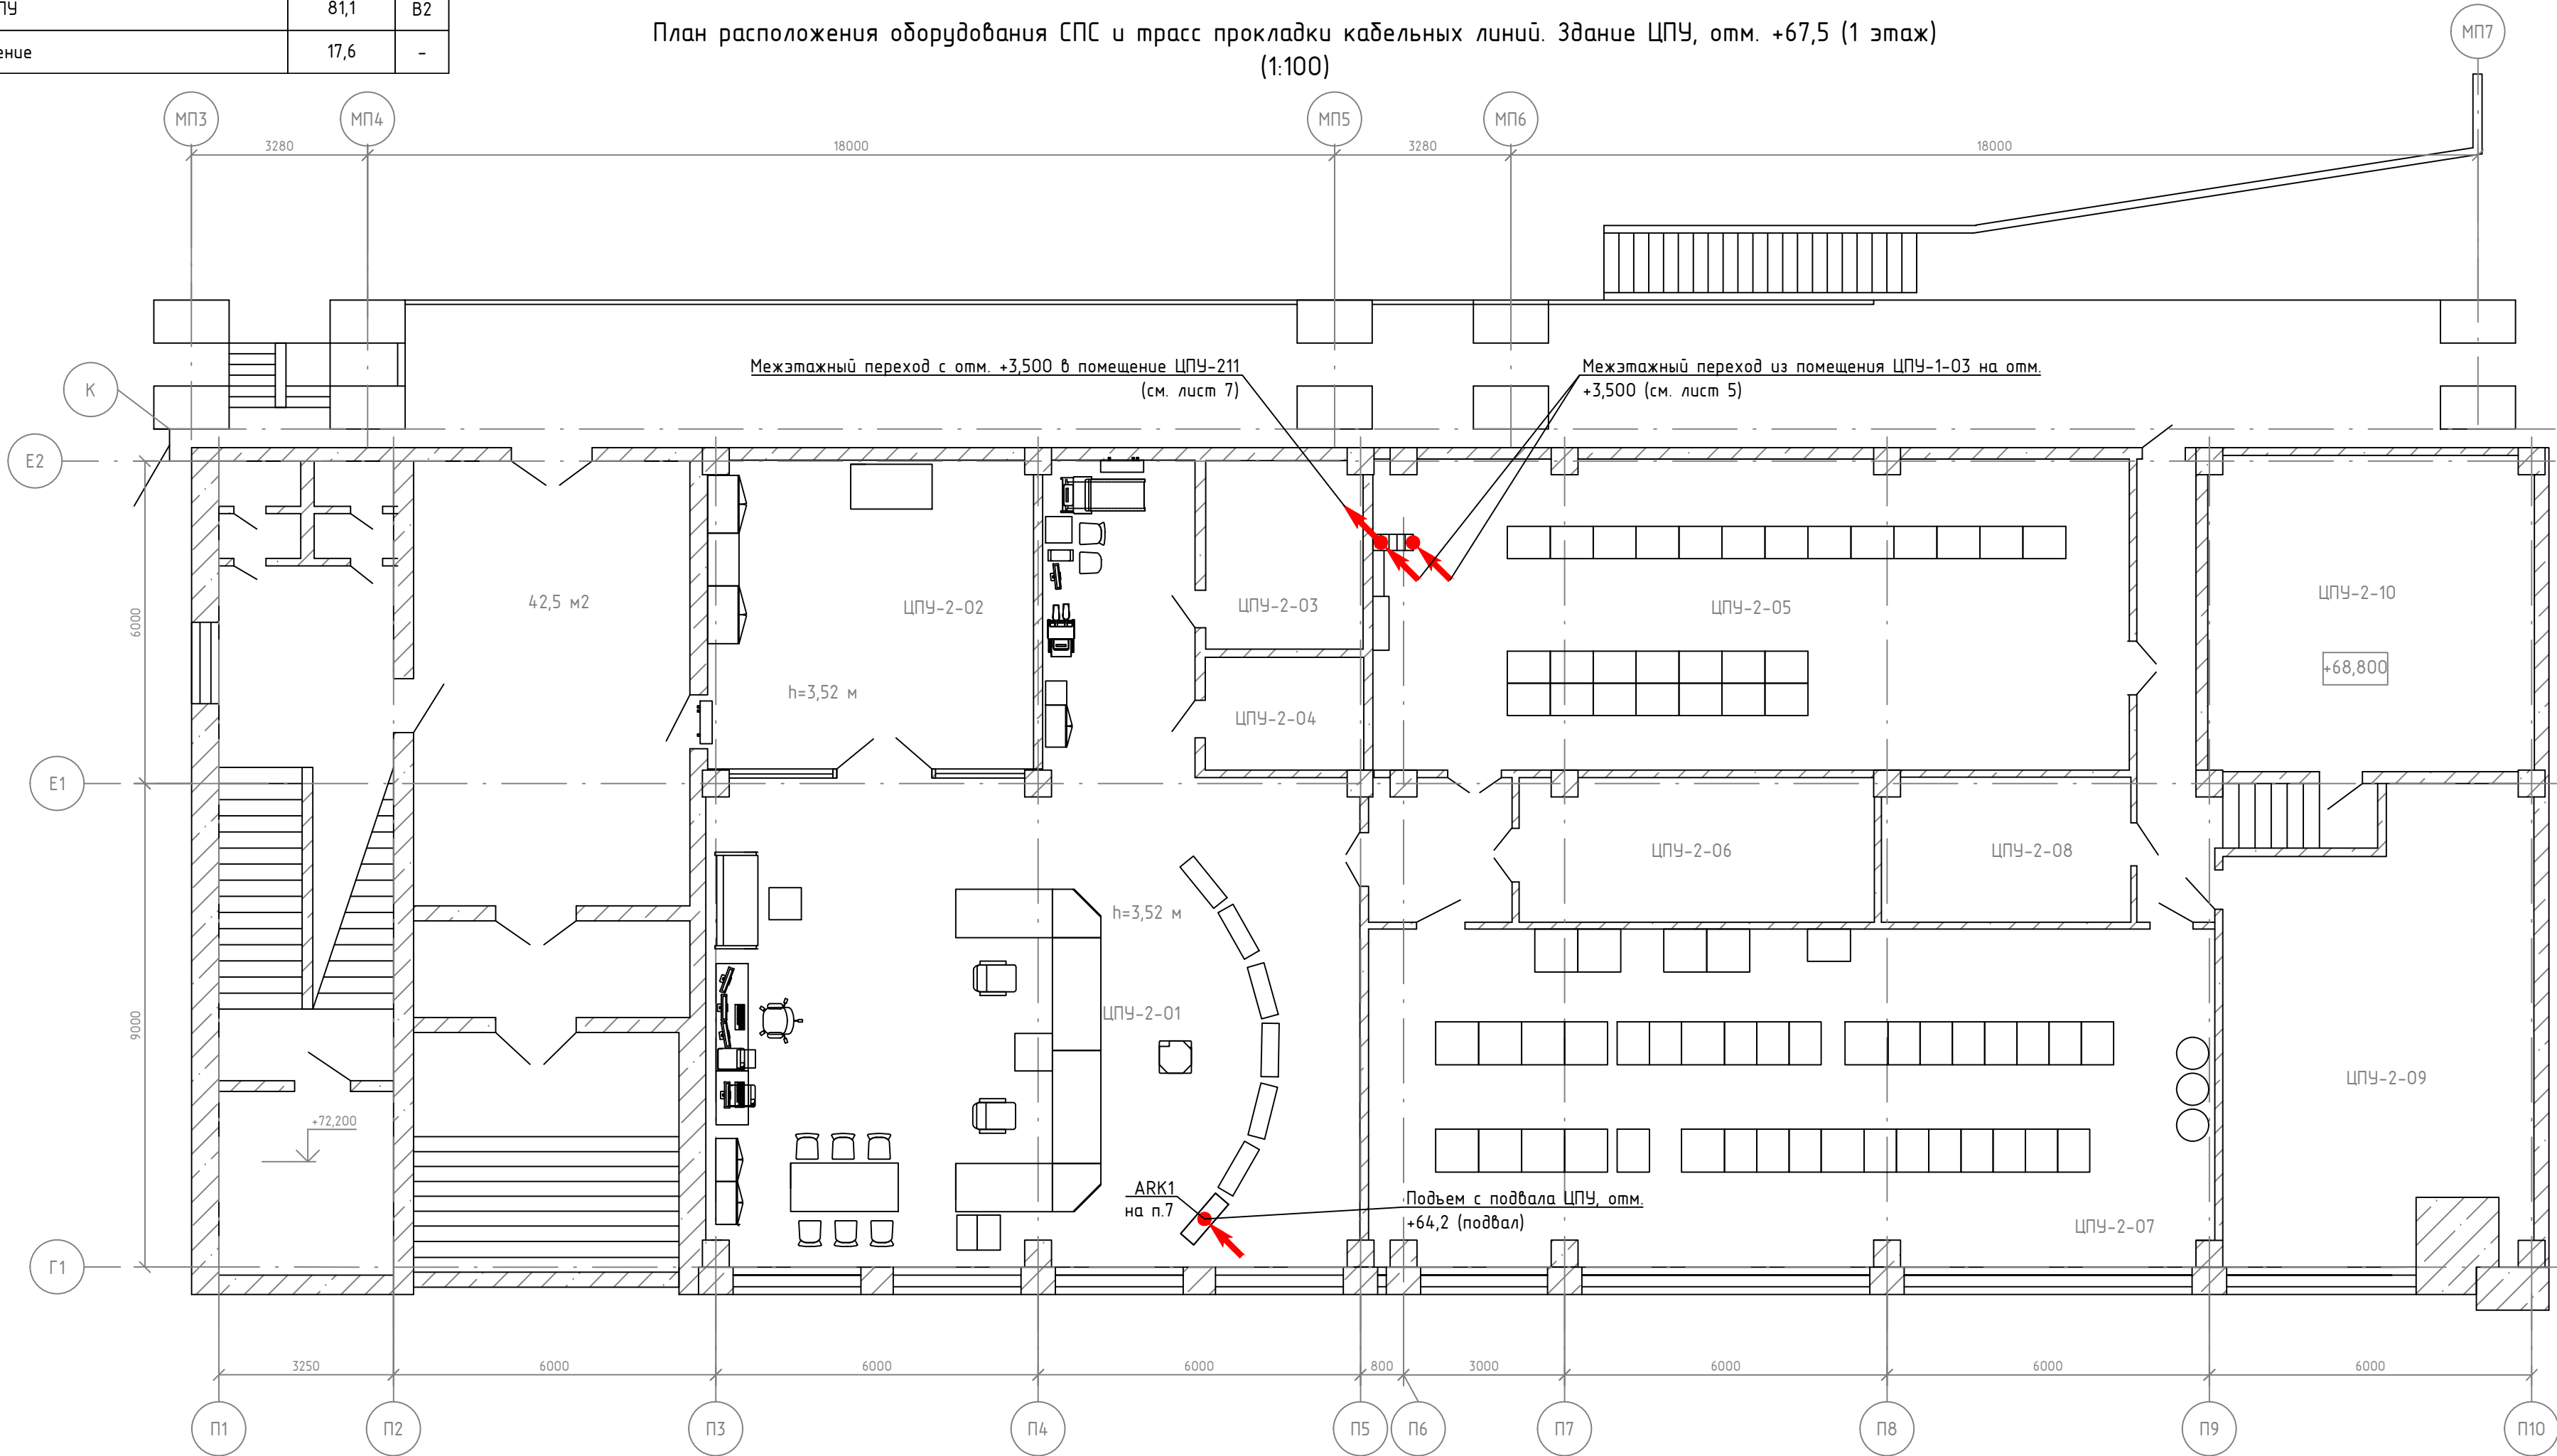 ПУ 81,1 В2
ение 17,6 -
План расположения оборудования СПС и трасс прокладки кабельных линий. Здание ЦПУ, отм. +67,5 (1 этаж)
(1:100)
МП7
МП3 МП4 МП5 МП6
3280 18000 3280 18000
Межэтажный переход с отм. +3,500 в помещение ЦПУ-211
(см. лист 7)
Межэтажный переход из помещения ЦПУ-1-03 на отм.
+3,500 (см. лист 5)
К
Е2
42,5 м2
ЦПУ-2-02
ЦПУ-2-03
ЦПУ-2-05
ЦПУ-2-10
6000
+68,800
h=3,52 м
ЦПУ-2-04
Е1
ЦПУ-2-06
ЦПУ-2-08
h=3,52 м
9000
ЦПУ-2-01
ЦПУ-2-09
+72,200
ARK1
на п.7
Подъем с подвала ЦПУ, отм.
+64,2 (подвал)
ЦПУ-2-07
Г1
3250 6000 6000 6000 800 3000 6000 6000 6000
П1 П2 П3 П4 П5 П6 П7 П8 П9 П10